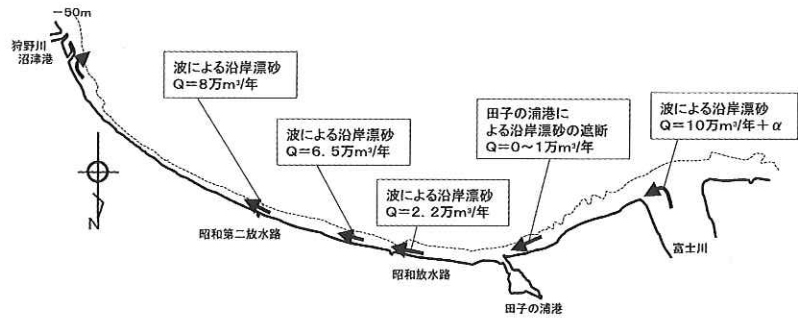 −50m
狩野川
沼津港
波による沿岸漂砂
Q＝8万m³/年
波による沿岸漂砂
Q＝6.5万m³/年
波による沿岸漂砂
Q＝2.2万m³/年
田子の浦港に
よる沿岸漂砂の遮断
Q＝0〜1万m³/年
波による沿岸漂砂
Q＝10万m³/年＋α
N
昭和第二放水路
昭和放水路
田子の浦港
富士川